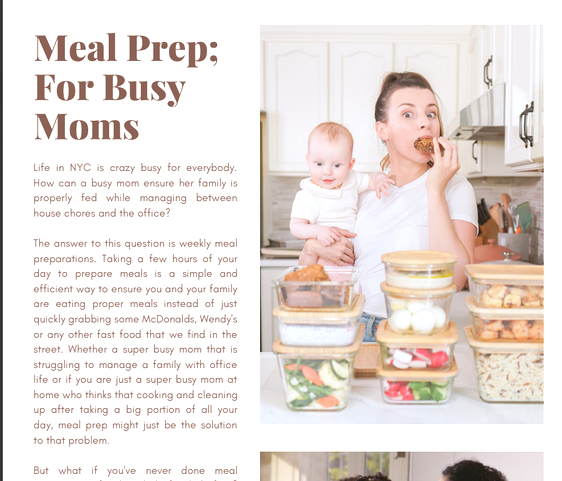 Meal Prep;
For Busy
Moms
Life in NYC is crazy busy for everybody.
How can a busy mom ensure her family is
properly fed while managing between
house chores and the office?
The answer to this question is weekly meal
preparations. Taking a few hours of your
day to prepare meals is a simple and
efficient way to ensure you and your family
are eating proper meals instead of just
quickly grabbing some McDonalds, Wendy's
or any other fast food that we find in the
street. Whether a super busy mom that is
struggling to manage a family with office
life or if you are just a super busy mom at
home who thinks that cooking and cleaning
up after taking a big portion of all your
day, meal prep might just be the solution
to that problem.
But what if you've never done meal